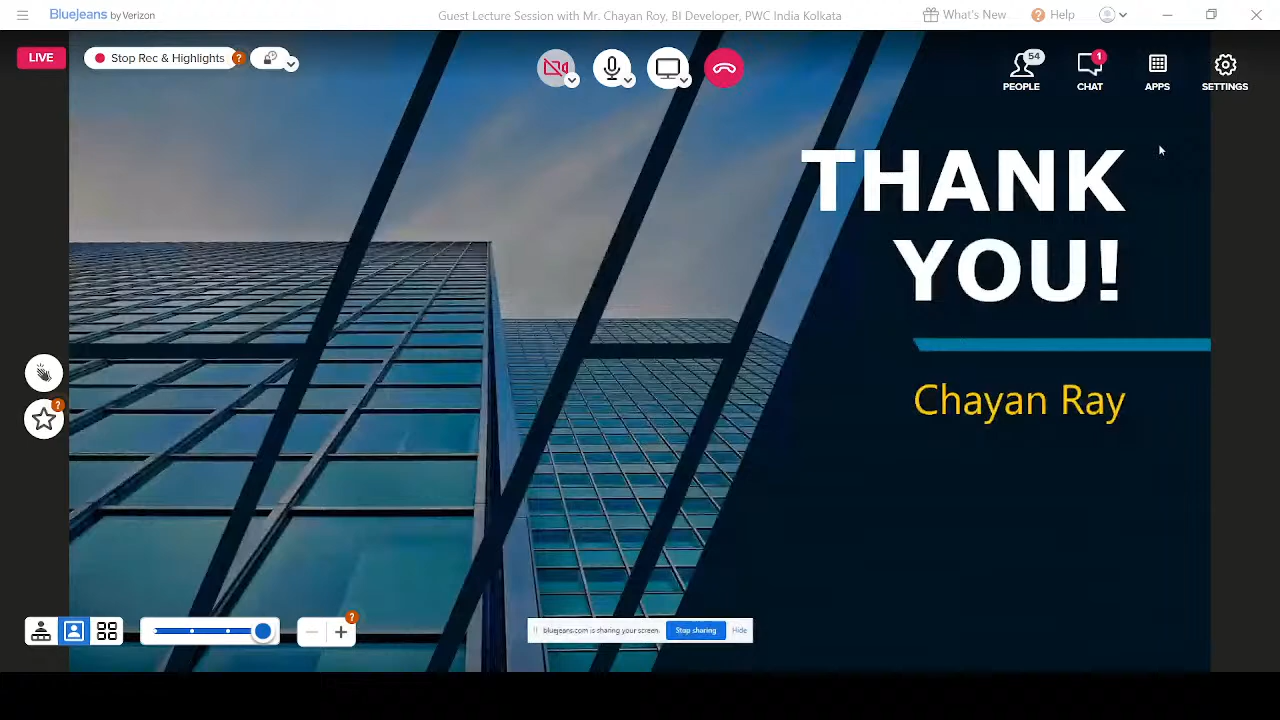 BlueJeans by Verizon
Guest Lecture Session with Mr. Chayan Roy, BI Developer, PWC India Kolkata
What's New
? Help
LIVE
Stop Rec & Highlights ?
54
PEOPLE
1
CHAT
APPS
SETTINGS
THANK
YOU!
Chayan Ray
?
?
bluejeans.com is sharing your screen.
Stop sharing
Hide